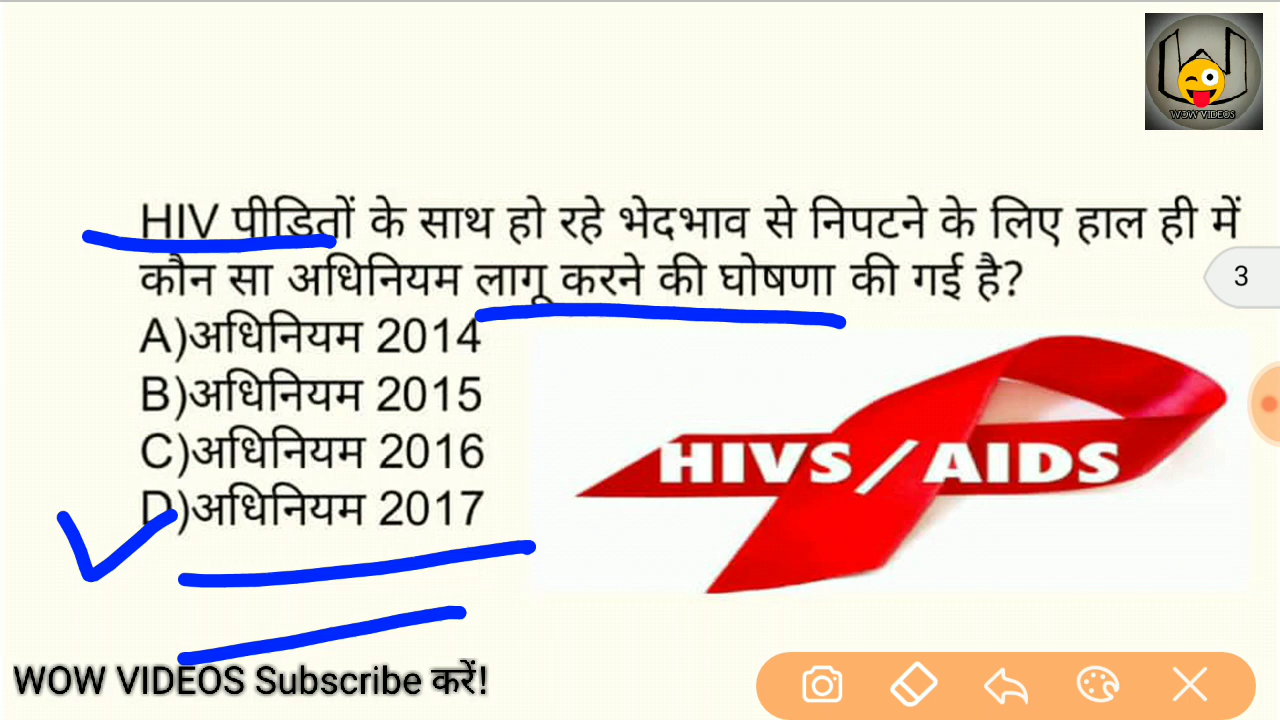 WOW VIDEOS
HIV पीडितों के साथ हो रहे भेदभाव से निपटने के लिए हाल ही में
कौन सा अधिनियम लागू करने की घोषणा की गई है?
3
A)अधिनियम 2014
B)अधिनियम 2015
C)अधिनियम 2016
D)अधिनियम 2017
HIVS/AIDS
WOW VIDEOS Subscribe करें!